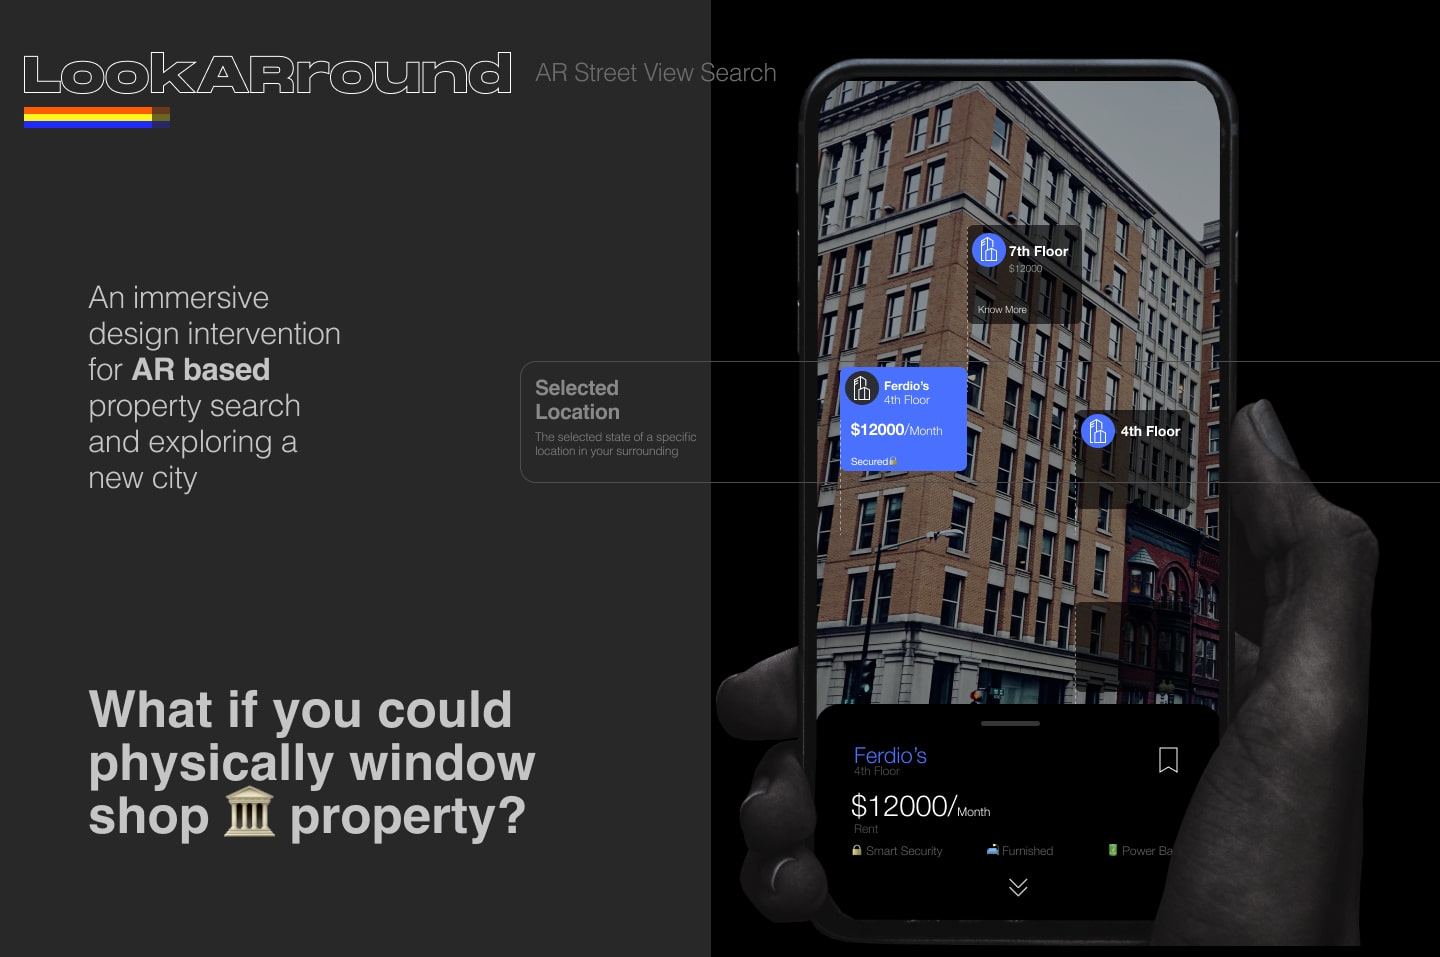 LookARround
AR Street View Search
An immersive
design intervention
for AR based
property search
and exploring a
new city
Selected
Location
The selected state of a specific
location in your surrounding
What if you could
physically window
shop 🏛 property?
7th Floor
$12000
Know More
Ferdio's
4th Floor
$12000/Month
Secured🔒
4th Floor
Ferdio's
4th Floor
$12000/Month
Rent
🔒 Smart Security
🛋 Furnished
🔋 Power Ba